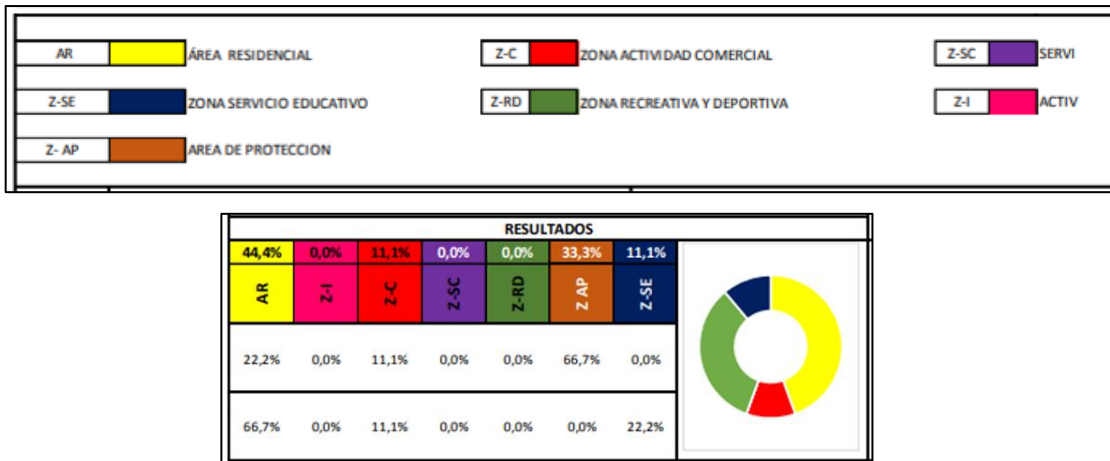 AR ÁREA RESIDENCIAL Z-C ZONA ACTIVIDAD COMERCIAL Z-SC SERVI
Z-SE ZONA SERVICIO EDUCATIVO Z-RD ZONA RECREATIVA Y DEPORTIVA Z-I ACTIV
Z- AP AREA DE PROTECCION
RESULTADOS
44,4% 0,0% 11,1% 0,0% 0,0% 33,3% 11,1%
AR Z-I Z-C Z -SC Z-RD Z AP Z-SE
22,2% 0,0% 11,1% 0,0% 0,0% 66,7% 0,0%
66,7% 0,0% 11,1% 0,0% 0,0% 0,0% 22,2%